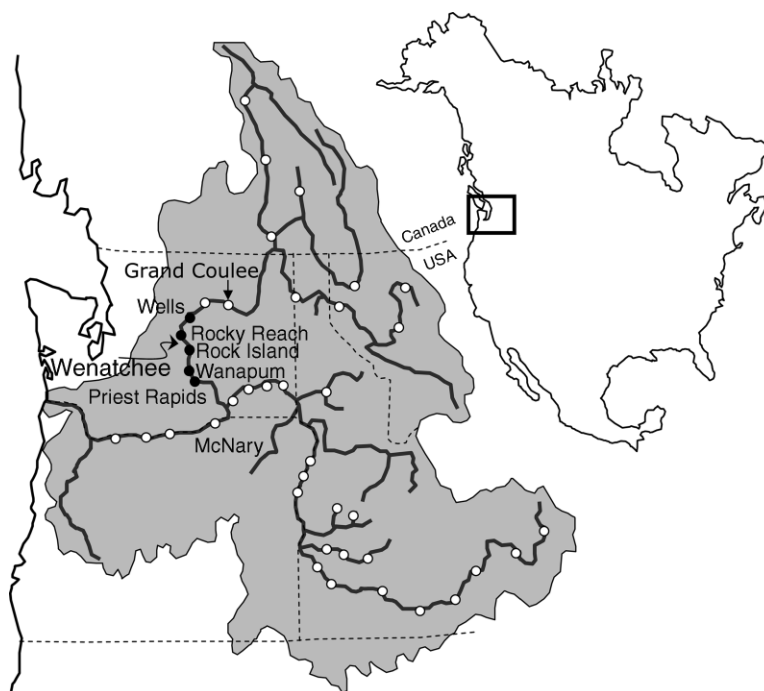 Canada
USA
Grand Coulee
Wells
Rocky Reach
Rock Island
Wenatchee
Wanapum
Priest Rapids
McNary